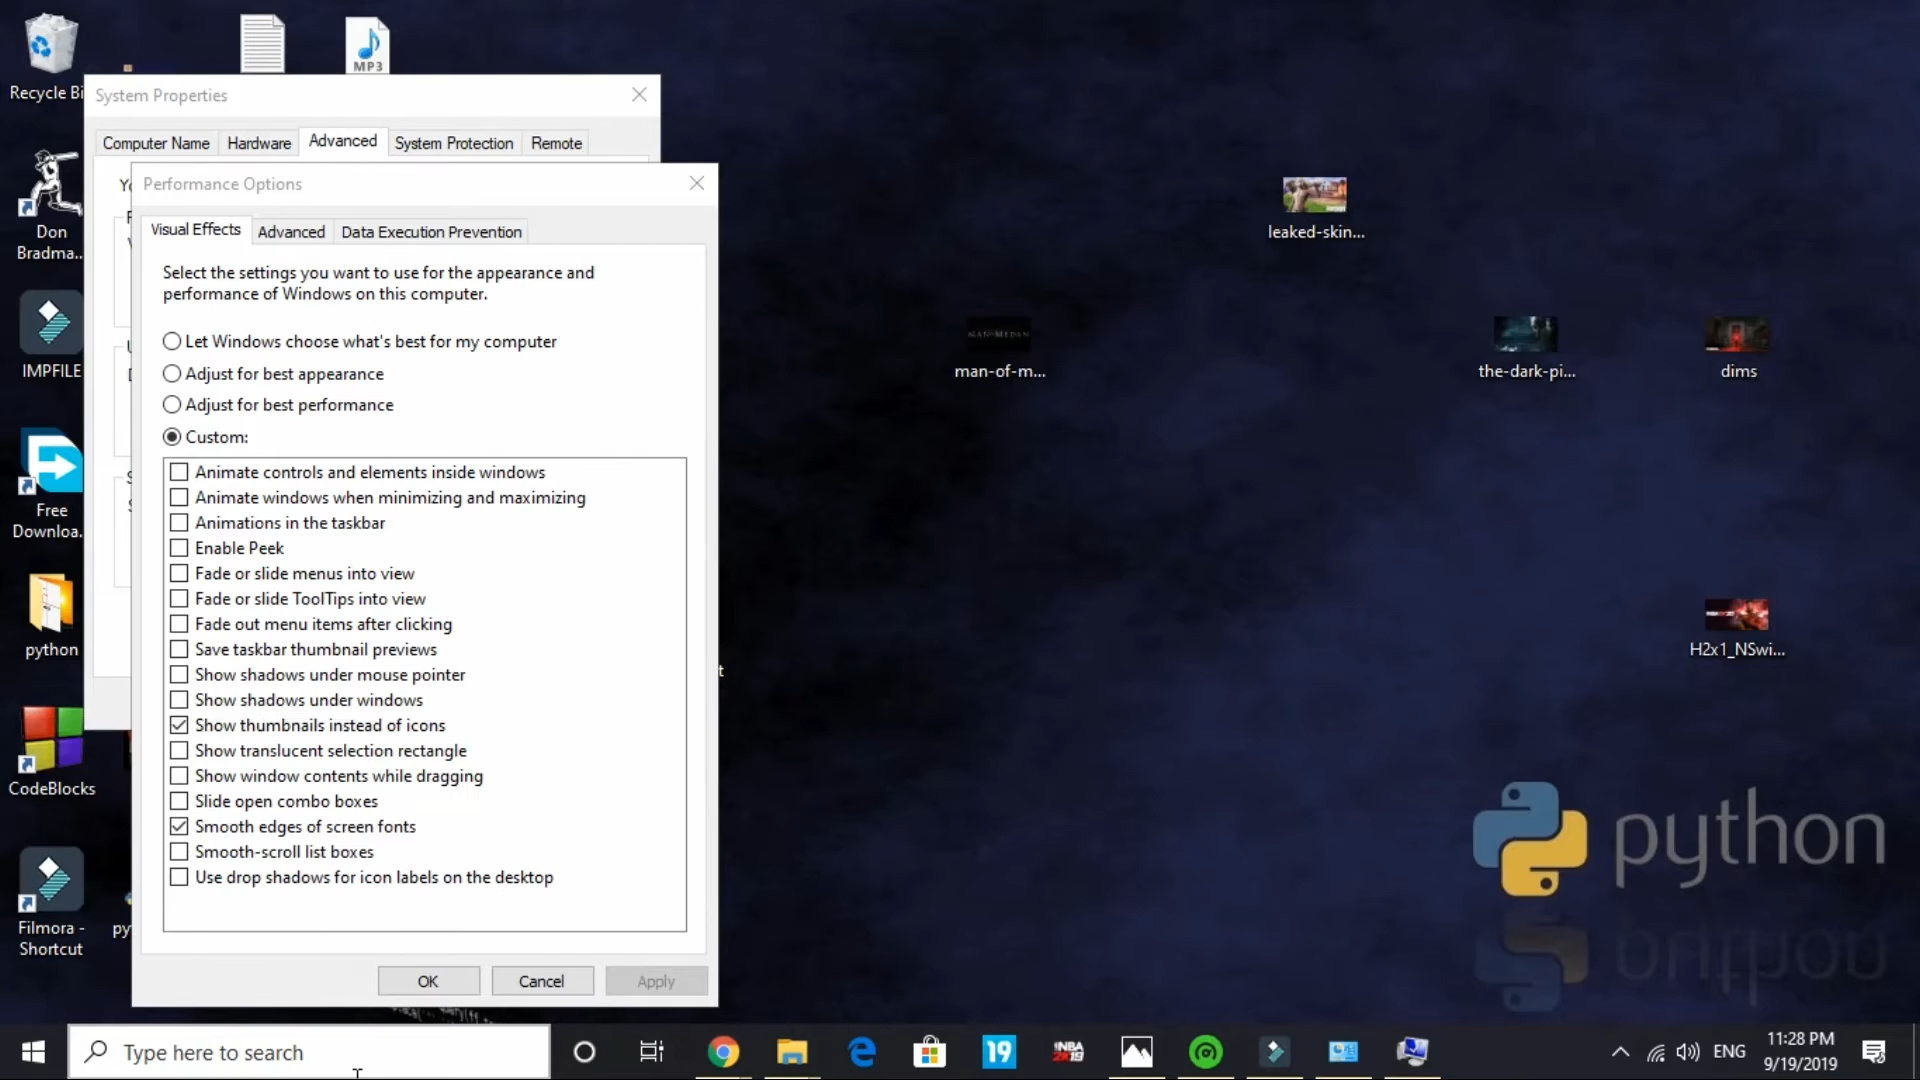 Recycle Bi
MP3
System Properties
Computer Name
Hardware
Advanced
System Protection
Remote
Performance Options
Visual Effects
Advanced
Data Execution Prevention
Select the settings you want to use for the appearance and
performance of Windows on this computer.
Let Windows choose what's best for my computer
Adjust for best appearance
Adjust for best performance
Custom:
Animate controls and elements inside windows
Animate windows when minimizing and maximizing
Animations in the taskbar
Enable Peek
Fade or slide menus into view
Fade or slide ToolTips into view
Fade out menu items after clicking
Save taskbar thumbnail previews
Show shadows under mouse pointer
Show shadows under windows
Show thumbnails instead of icons
Show translucent selection rectangle
Show window contents while dragging
Slide open combo boxes
Smooth edges of screen fonts
Smooth-scroll list boxes
Use drop shadows for icon labels on the desktop
OK
Cancel
Apply
Don
Bradma...
IMPFILE
Free
Downloa.
python
CodeBlocks
Filmora -
Shortcut
py
t
leaked-skin...
MAN of MEDAN
man-of-m...
the-dark-pi...
dims
H2x1_NSwi...
python
Type here to search
19
NBA
2K19
ENG
11:28 PM
9/19/2019